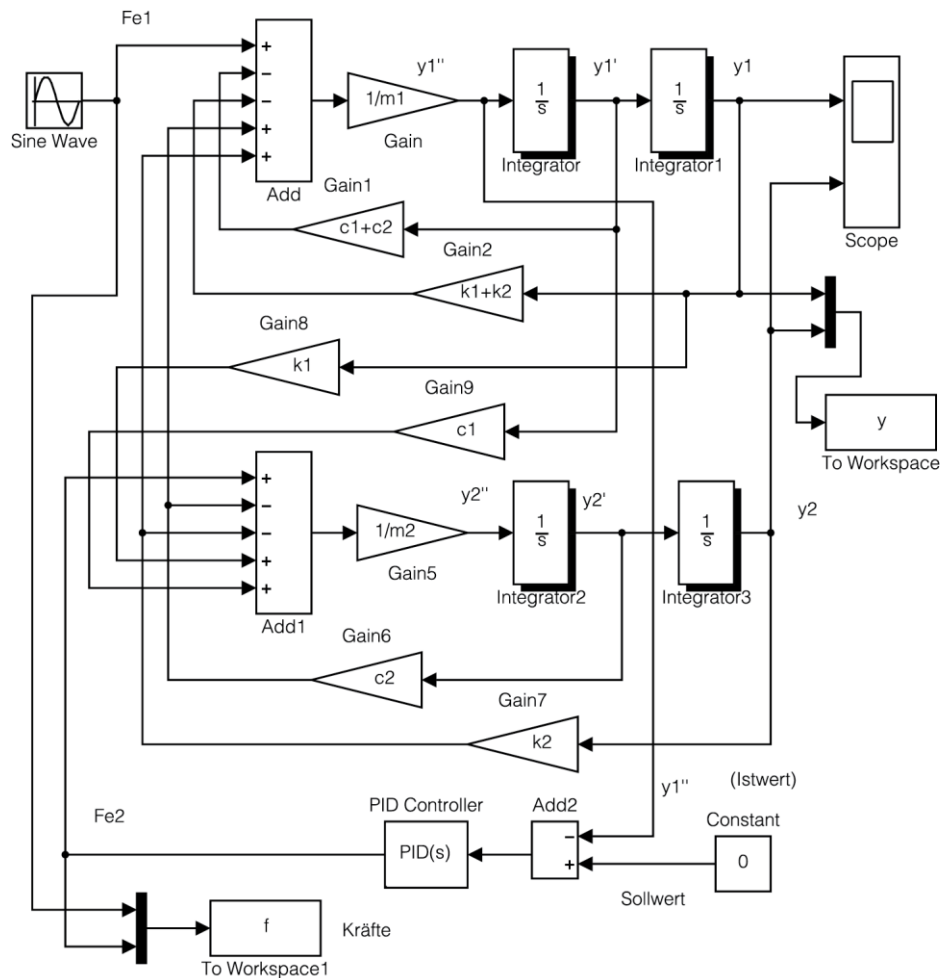 Fe1
+
−
−
+
+
Add
Sine Wave
y1''
1/m1
Gain
1
s
Integrator
y1'
1
s
Integrator1
y1
Scope
Gain1
c1+c2
Gain2
k1+k2
Gain8
k1
Gain9
c1
y
To Workspace
+
−
−
+
+
Add1
y2''
1/m2
Gain5
1
s
Integrator2
y2'
1
s
Integrator3
y2
Gain6
c2
Gain7
k2
y1''
(Istwert)
Fe2
PID Controller
PID(s)
Add2
−
+
Constant
0
Sollwert
f
To Workspace1
Kräfte